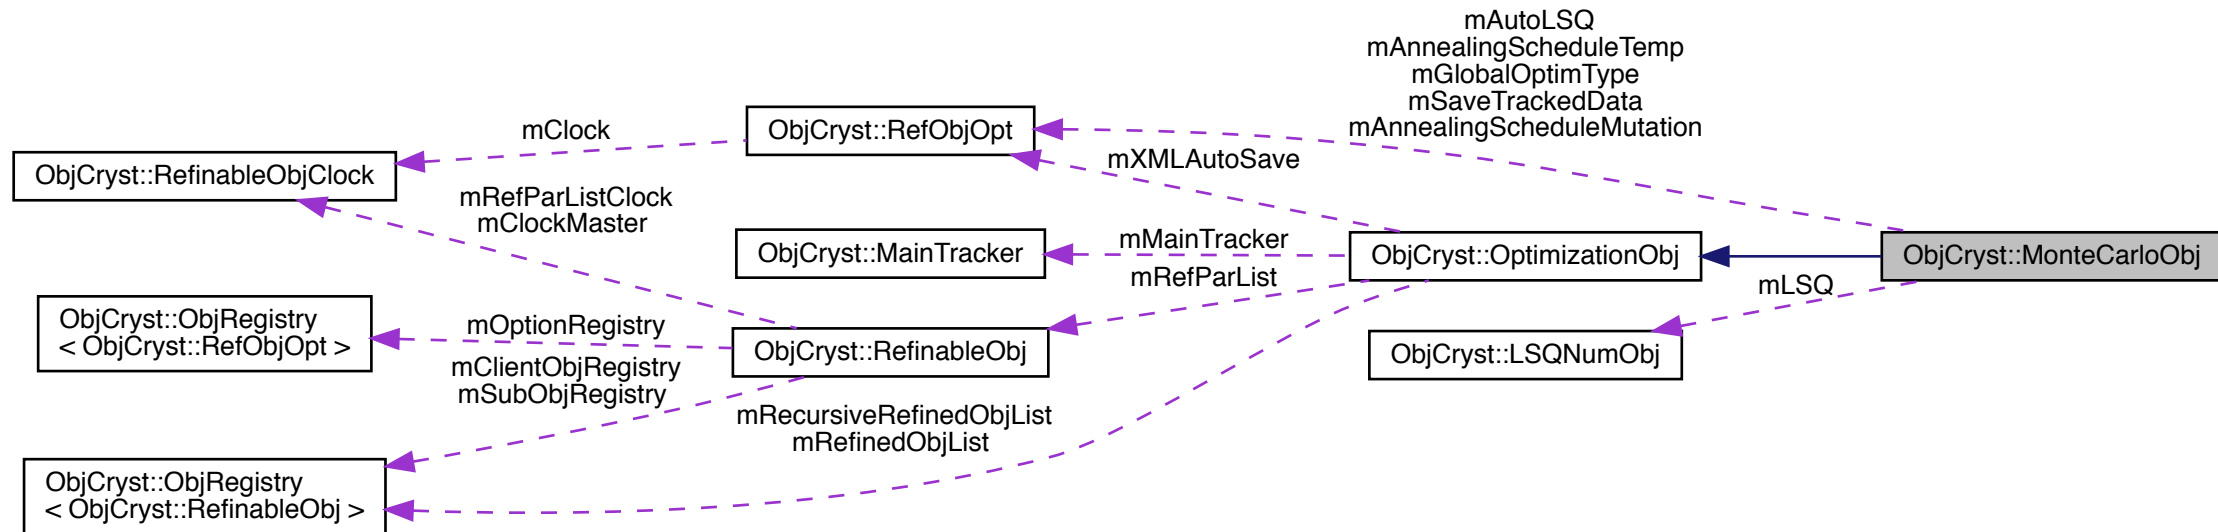 mAutoLSQ
mAnnealingScheduleTemp
mGlobalOptimType
mSaveTrackedData
mAnnealingScheduleMutation
mClock
ObjCryst::RefObjOpt
mXMLAutoSave
ObjCryst::RefinableObjClock
mRefParListClock
mClockMaster
ObjCryst::MainTracker
mMainTracker
mRefParList
ObjCryst::OptimizationObj
ObjCryst::MonteCarloObj
mLSQ
ObjCryst::LSQNumObj
ObjCryst::ObjRegistry
< ObjCryst::RefObjOpt >
mOptionRegistry
ObjCryst::RefinableObj
mClientObjRegistry
mSubObjRegistry
mRecursiveRefinedObjList
mRefinedObjList
ObjCryst::ObjRegistry
< ObjCryst::RefinableObj >